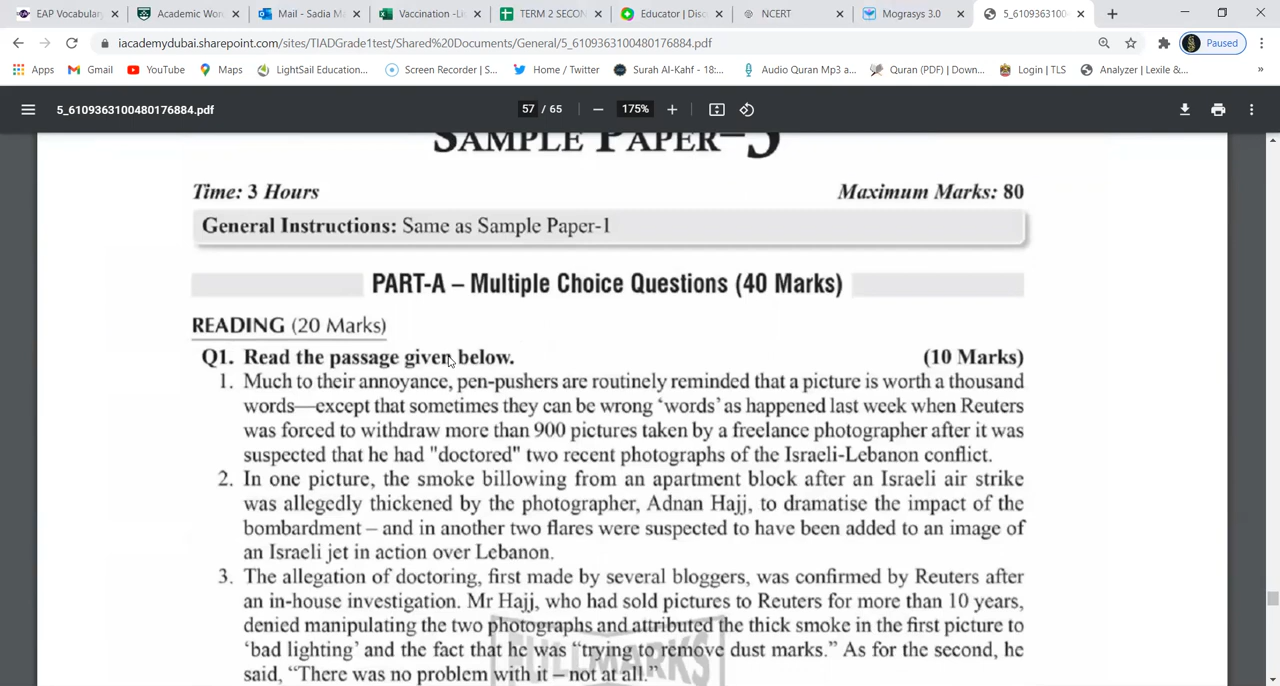 EAP Vocabulary
Academic Wor
Mail - Sadia M
Vaccination -Li
TERM 2 SECON
Educator | Disc
NCERT
Mograsys 3.0
5_6109363100
iacademydubai.sharepoint.com/sites/TIADGrade1test/Shared%20Documents/General/5_6109363100480176884.pdf
Paused
Apps
Gmail
YouTube
Maps
LightSail Education...
Screen Recorder | S...
Home / Twitter
Surah Al-Kahf - 18:...
Audio Quran Mp3 a...
Quran (PDF) | Down...
Login | TLS
Analyzer | Lexile &...
»
5_6109363100480176884.pdf
57 / 65
175%
SAMPLE PAPER–5
Time: 3 Hours
Maximum Marks: 80
General Instructions: Same as Sample Paper-1
PART-A – Multiple Choice Questions (40 Marks)
READING (20 Marks)
Q1. Read the passage given below. (10 Marks)
1. Much to their annoyance, pen-pushers are routinely reminded that a picture is worth a thousand
words—except that sometimes they can be wrong 'words' as happened last week when Reuters
was forced to withdraw more than 900 pictures taken by a freelance photographer after it was
suspected that he had "doctored" two recent photographs of the Israeli-Lebanon conflict.
2. In one picture, the smoke billowing from an apartment block after an Israeli air strike
was allegedly thickened by the photographer, Adnan Hajj, to dramatise the impact of the
bombardment – and in another two flares were suspected to have been added to an image of
an Israeli jet in action over Lebanon.
3. The allegation of doctoring, first made by several bloggers, was confirmed by Reuters after
an in-house investigation. Mr Hajj, who had sold pictures to Reuters for more than 10 years,
denied manipulating the two photographs and attributed the thick smoke in the first picture to
'bad lighting' and the fact that he was "trying to remove dust marks." As for the second, he
said, "There was no problem with it – not at all."
FULLMARKS